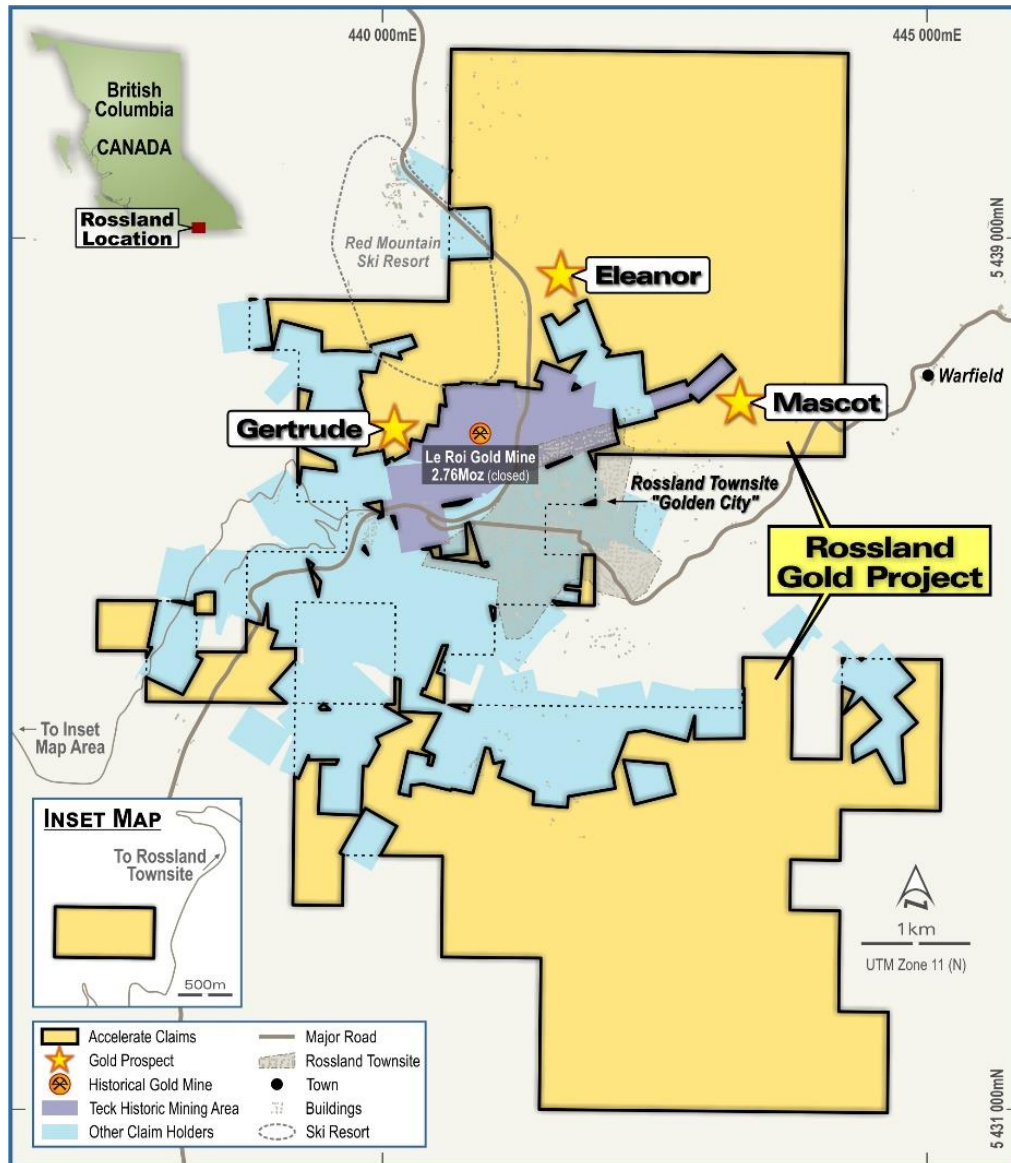 440 000mE
445 000mE
British
Columbia
CANADA
Rossland
Location
Red Mountain
Ski Resort
5 439 000mN
Eleanor
Warfield
Mascot
Gertrude
Le Roi Gold Mine
2.76Moz (closed)
Rossland Townsite
"Golden City"
Rossland
Gold Project
To Inset
Map Area
INSET MAP
To Rossland
Townsite
500m
N
1km
UTM Zone 11 (N)
Accelerate Claims
Gold Prospect
Historical Gold Mine
Teck Historic Mining Area
Other Claim Holders
Major Road
Rossland Townsite
Town
Buildings
Ski Resort
5 431 000mN